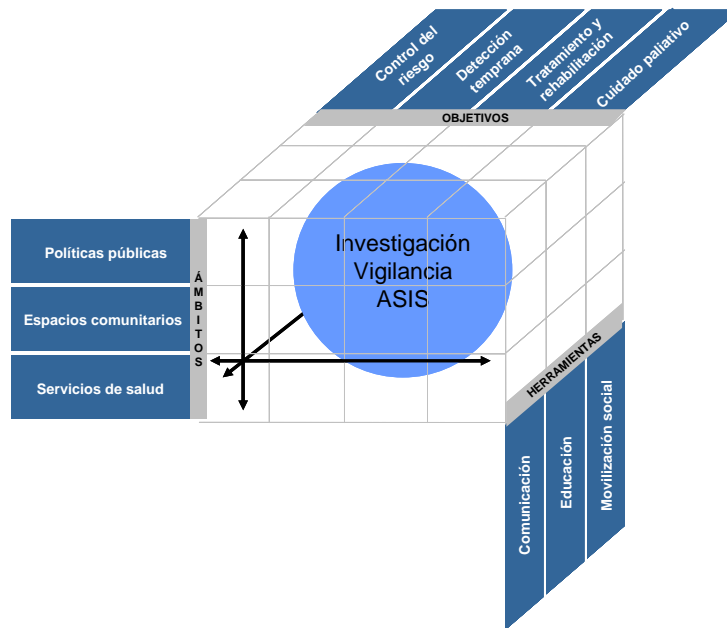 Control del
riesgo
Detección
temprana
Tratamiento y
rehabilitación
Cuidado paliativo
OBJETIVOS
Políticas públicas
Espacios comunitarios
Servicios de salud
ÁMBITOS
Investigación
Vigilancia
ASIS
HERRAMIENTAS
Comunicación
Educación
Movilización social